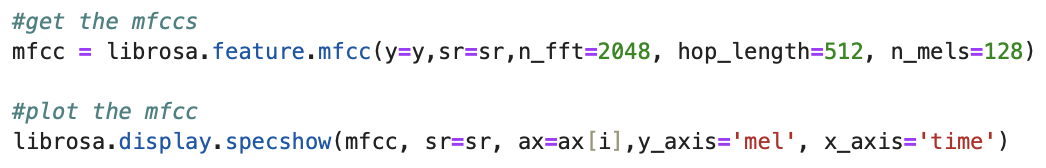 #get the mfccs
mfcc = librosa.feature.mfcc(y=y,sr=sr,n_fft=2048, hop_length=512, n_mels=128)
#plot the mfcc
librosa.display.specshow(mfcc, sr=sr, ax=ax[i],y_axis='mel', x_axis='time')